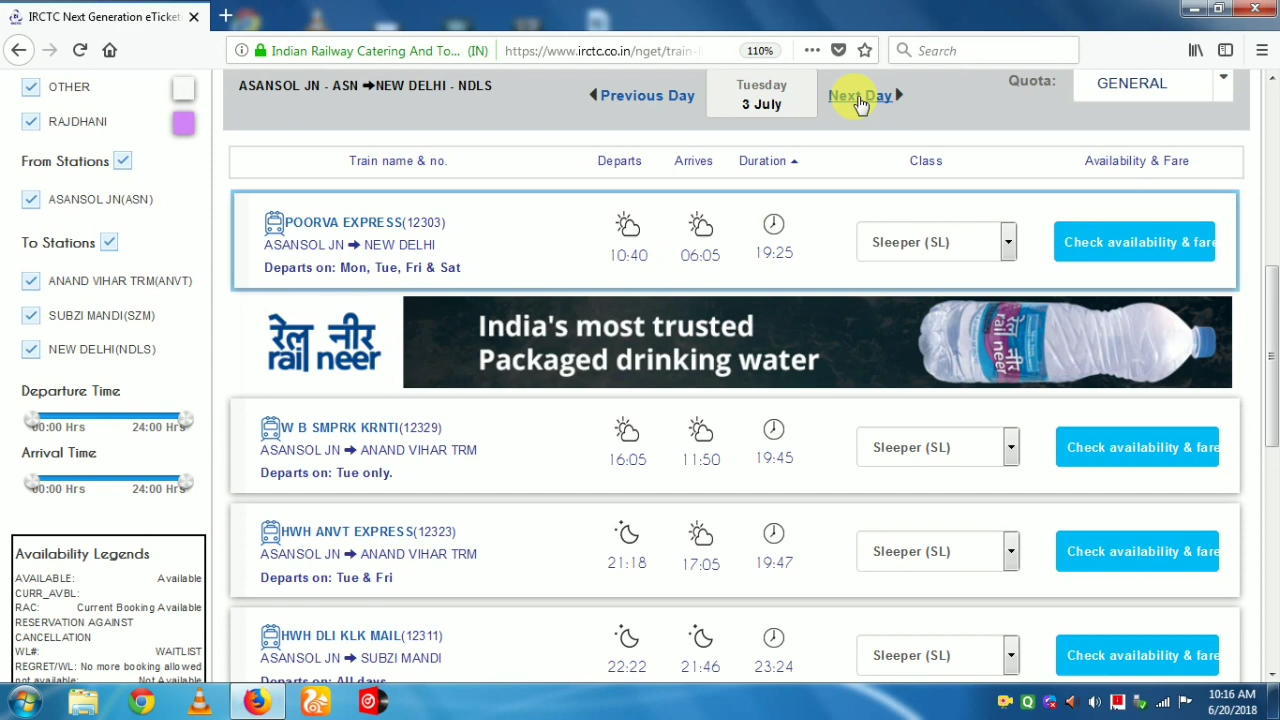 IRCTC Next Generation eTicket
Indian Railway Catering And To... (IN)
https://www.irctc.co.in/nget/train-
110%
Search
OTHER
RAJDHANI
From Stations
ASANSOL JN(ASN)
To Stations
ANAND VIHAR TRM(ANVT)
SUBZI MANDI(SZM)
NEW DELHI(NDLS)
Departure Time
00:00 Hrs 24:00 Hrs
Arrival Time
00:00 Hrs 24:00 Hrs
Availability Legends
AVAILABLE: Available
CURR_AVBL:
RAC: Current Booking Available
RESERVATION AGAINST
CANCELLATION
WL#: WAITLIST
REGRET/WL: No more booking allowed
not available: Not Available
ASANSOL JN - ASN ➔NEW DELHI - NDLS
Previous Day
Tuesday
3 July
Next Day
Quota:
GENERAL
Train name & no. Departs Arrives Duration Class Availability & Fare
POORVA EXPRESS(12303)
ASANSOL JN ➔ NEW DELHI
Departs on: Mon, Tue, Fri & Sat
10:40 06:05 19:25
Sleeper (SL)
Check availability & fare
रेल नीर
rail neer
India's most trusted
Packaged drinking water
रेल नीर
rail neer
W B SMPRK KRNTI(12329)
ASANSOL JN ➔ ANAND VIHAR TRM
Departs on: Tue only.
16:05 11:50 19:45
Sleeper (SL)
Check availability & fare
HWH ANVT EXPRESS(12323)
ASANSOL JN ➔ ANAND VIHAR TRM
Departs on: Tue & Fri
21:18 17:05 19:47
Sleeper (SL)
Check availability & fare
HWH DLI KLK MAIL(12311)
ASANSOL JN ➔ SUBZI MANDI
Departs on: All days
22:22 21:46 23:24
Sleeper (SL)
Check availability & fare
10:16 AM
6/20/2018